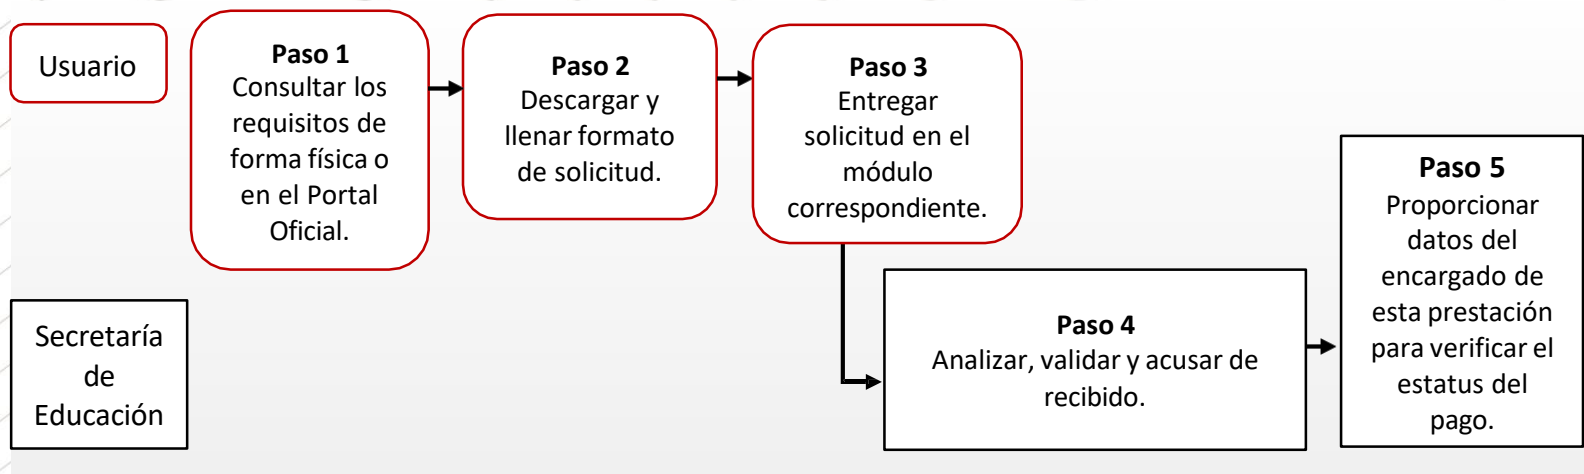 Usuario
Paso 1
Consultar los
requisitos de
forma física o
en el Portal
Oficial.
Paso 2
Descargar y
llenar formato
de solicitud.
Paso 3
Entregar
solicitud en el
módulo
correspondiente.
Secretaría
de
Educación
Paso 4
Analizar, validar y acusar de
recibido.
Paso 5
Proporcionar
datos del
encargado de
esta prestación
para verificar el
estatus del
pago.